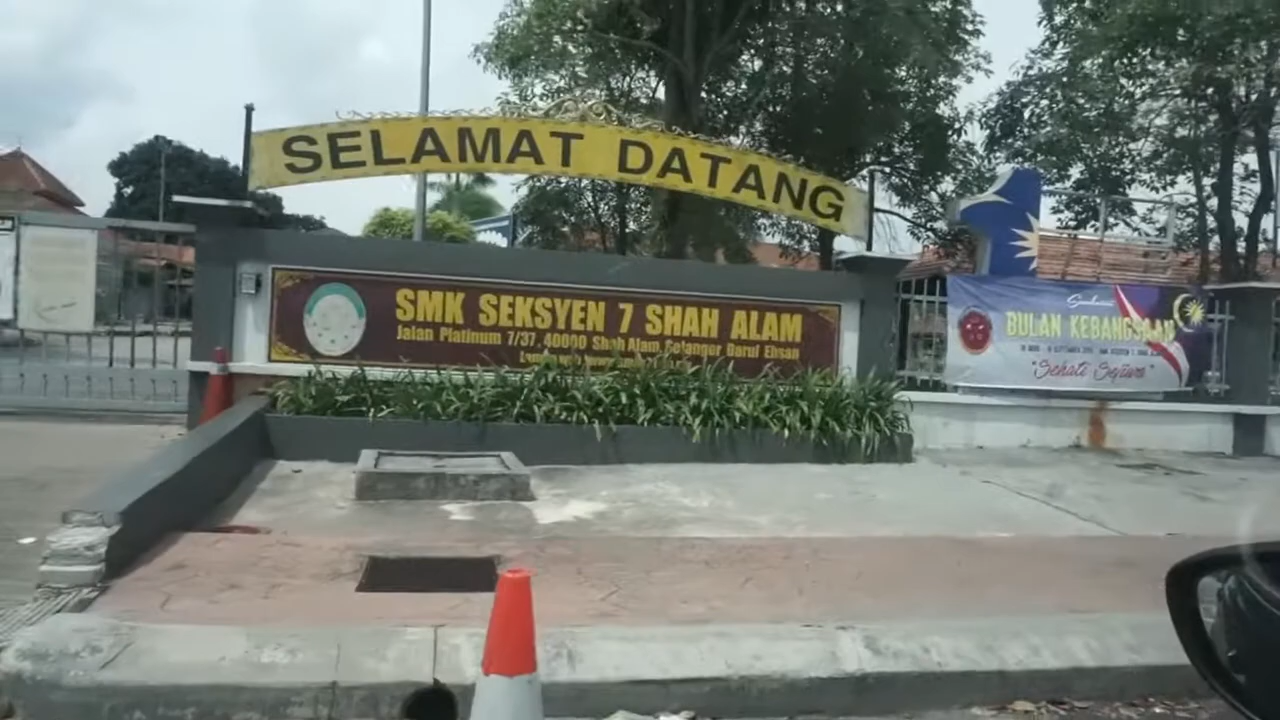 SELAMAT DATANG
SMK SEKSYEN 7 SHAH ALAM
Jalan Platinum 7/37, 40000 Shah Alam, Selangor Darul Ehsan
BULAN KEBANGSAAN
"Sehati Sejiwa"